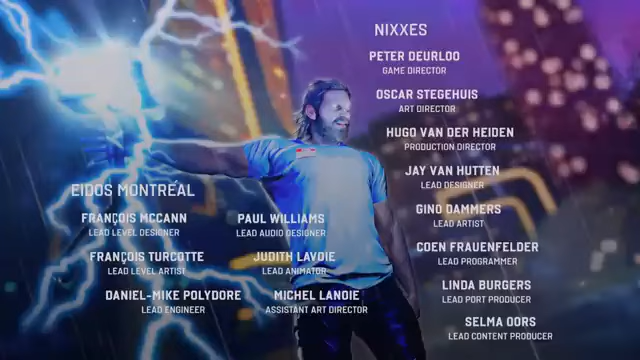 NIXXES
PETER DEURLOO
GAME DIRECTOR
OSCAR STEGEHUIS
ART DIRECTOR
HUGO VAN DER HEIDEN
PRODUCTION DIRECTOR
JAY VAN HUTTEN
LEAD DESIGNER
GINO DAMMERS
LEAD ARTIST
COEN FRAUENFELDER
LEAD PROGRAMMER
LINDA BURGERS
LEAD PORT PRODUCER
SELMA OORS
LEAD CONTENT PRODUCER
EIDOS MONTRÉAL
FRANÇOIS MCCANN
LEAD LEVEL DESIGNER
FRANÇOIS TURCOTTE
LEAD LEVEL ARTIST
DANIEL-MIKE POLYDORE
LEAD ENGINEER
PAUL WILLIAMS
LEAD AUDIO DESIGNER
JUDITH LAVOIE
LEAD ANIMATOR
MICHEL LANOIE
ASSISTANT ART DIRECTOR